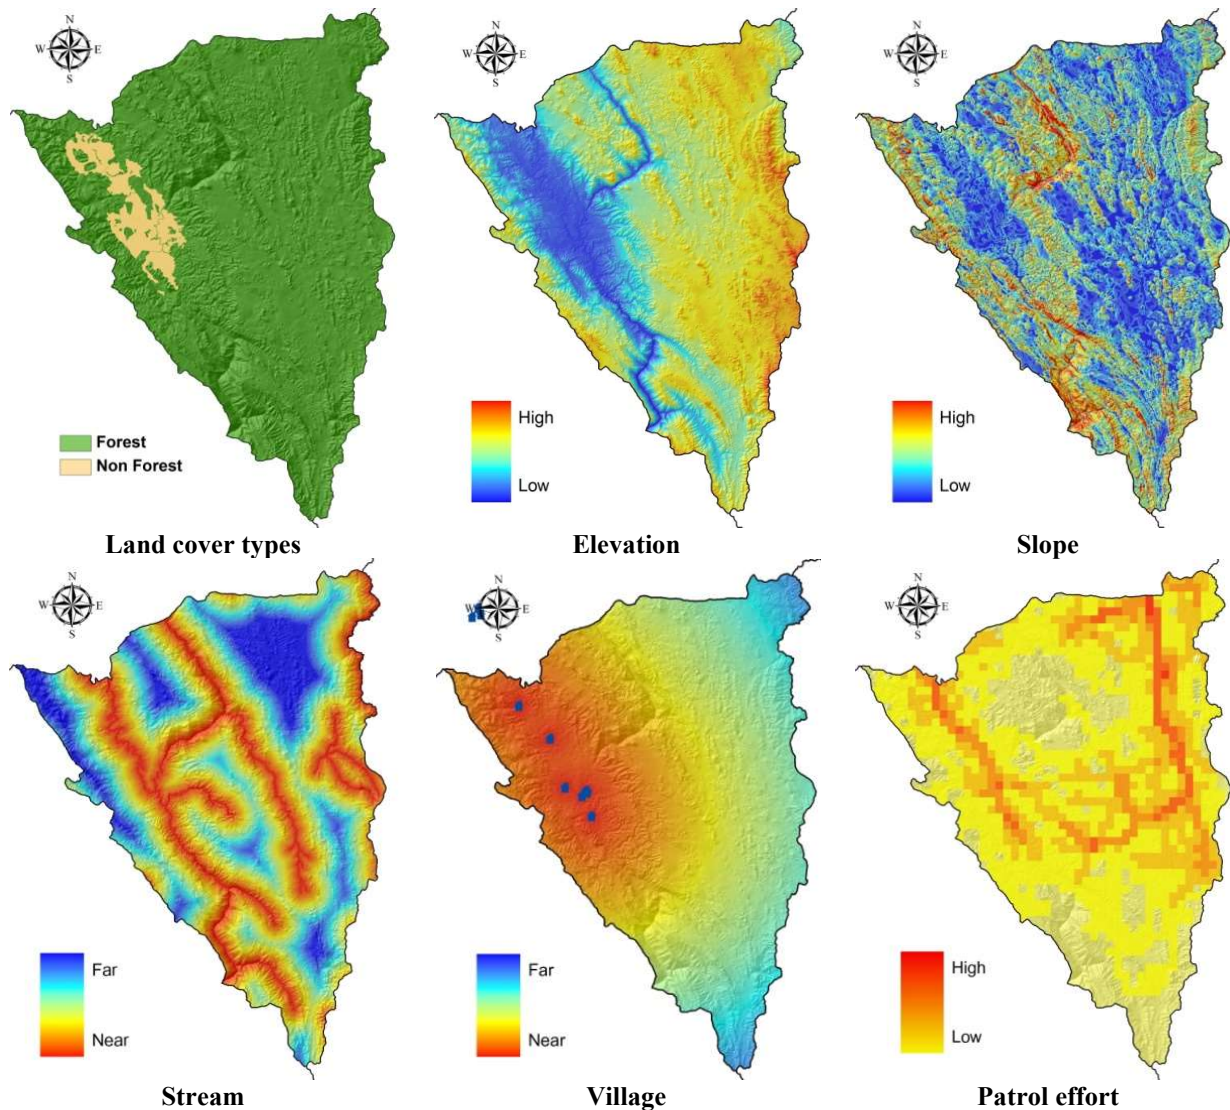 N
W E
S
Forest
Non Forest
Land cover types
N
W E
S
High
Low
Elevation
N
W E
S
High
Low
Slope
N
W E
S
Far
Near
Stream
N
W E
S
Far
Near
Village
N
W E
S
High
Low
Patrol effort